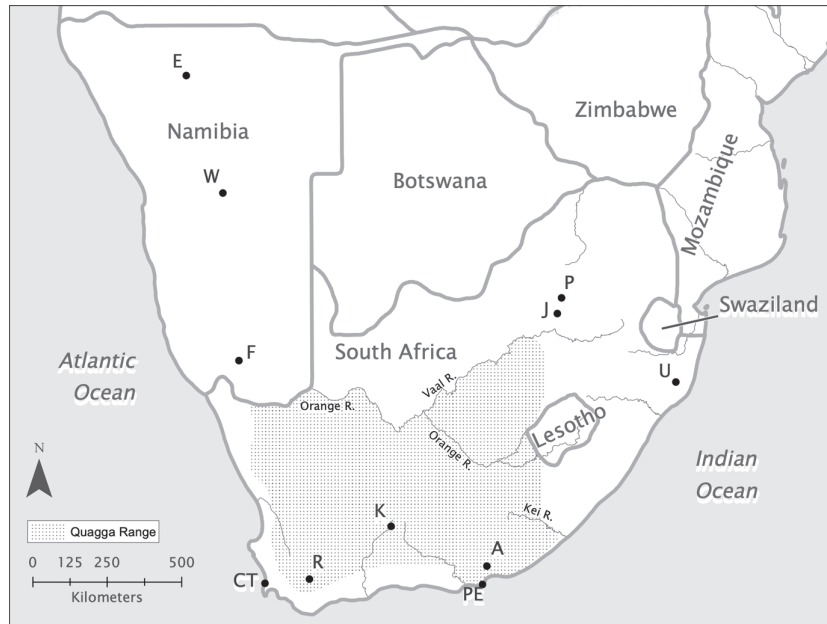 E
Namibia
Zimbabwe
Mozambique
W
Botswana
P
J
Swaziland
South Africa
F
Atlantic
Ocean
Vaal R.
U
Orange R.
Lesotho
Orange R.
Indian
Ocean
N
K
Kei R.
Quagga Range
A
R
CT
PE
0 125 250 500
Kilometers